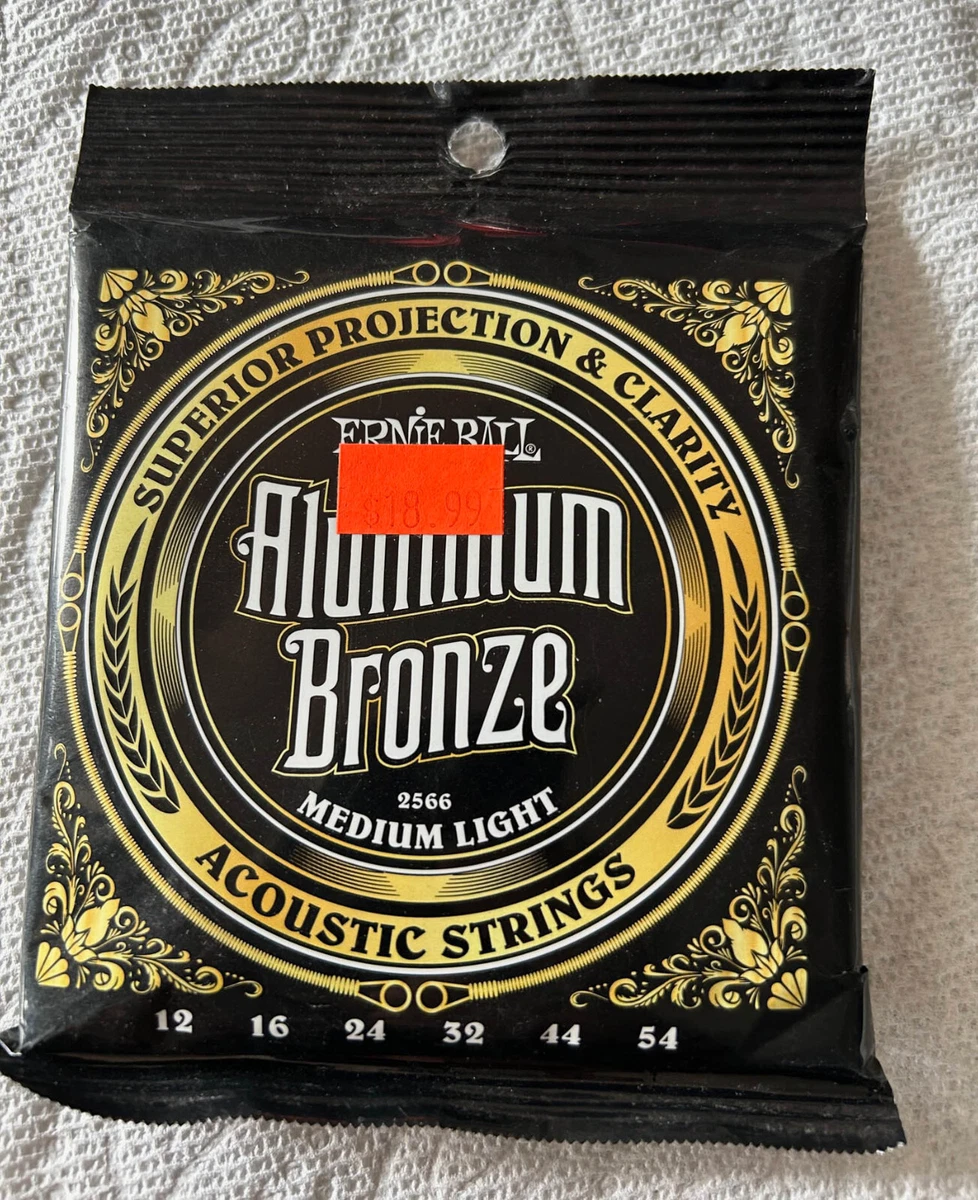 SUPERIOR PROJECTION & CLARITY
ERNIE BALL®
$18.99
Aluminum
Bronze
2566
MEDIUM LIGHT
ACOUSTIC STRINGS
12 16 24 32 44 54